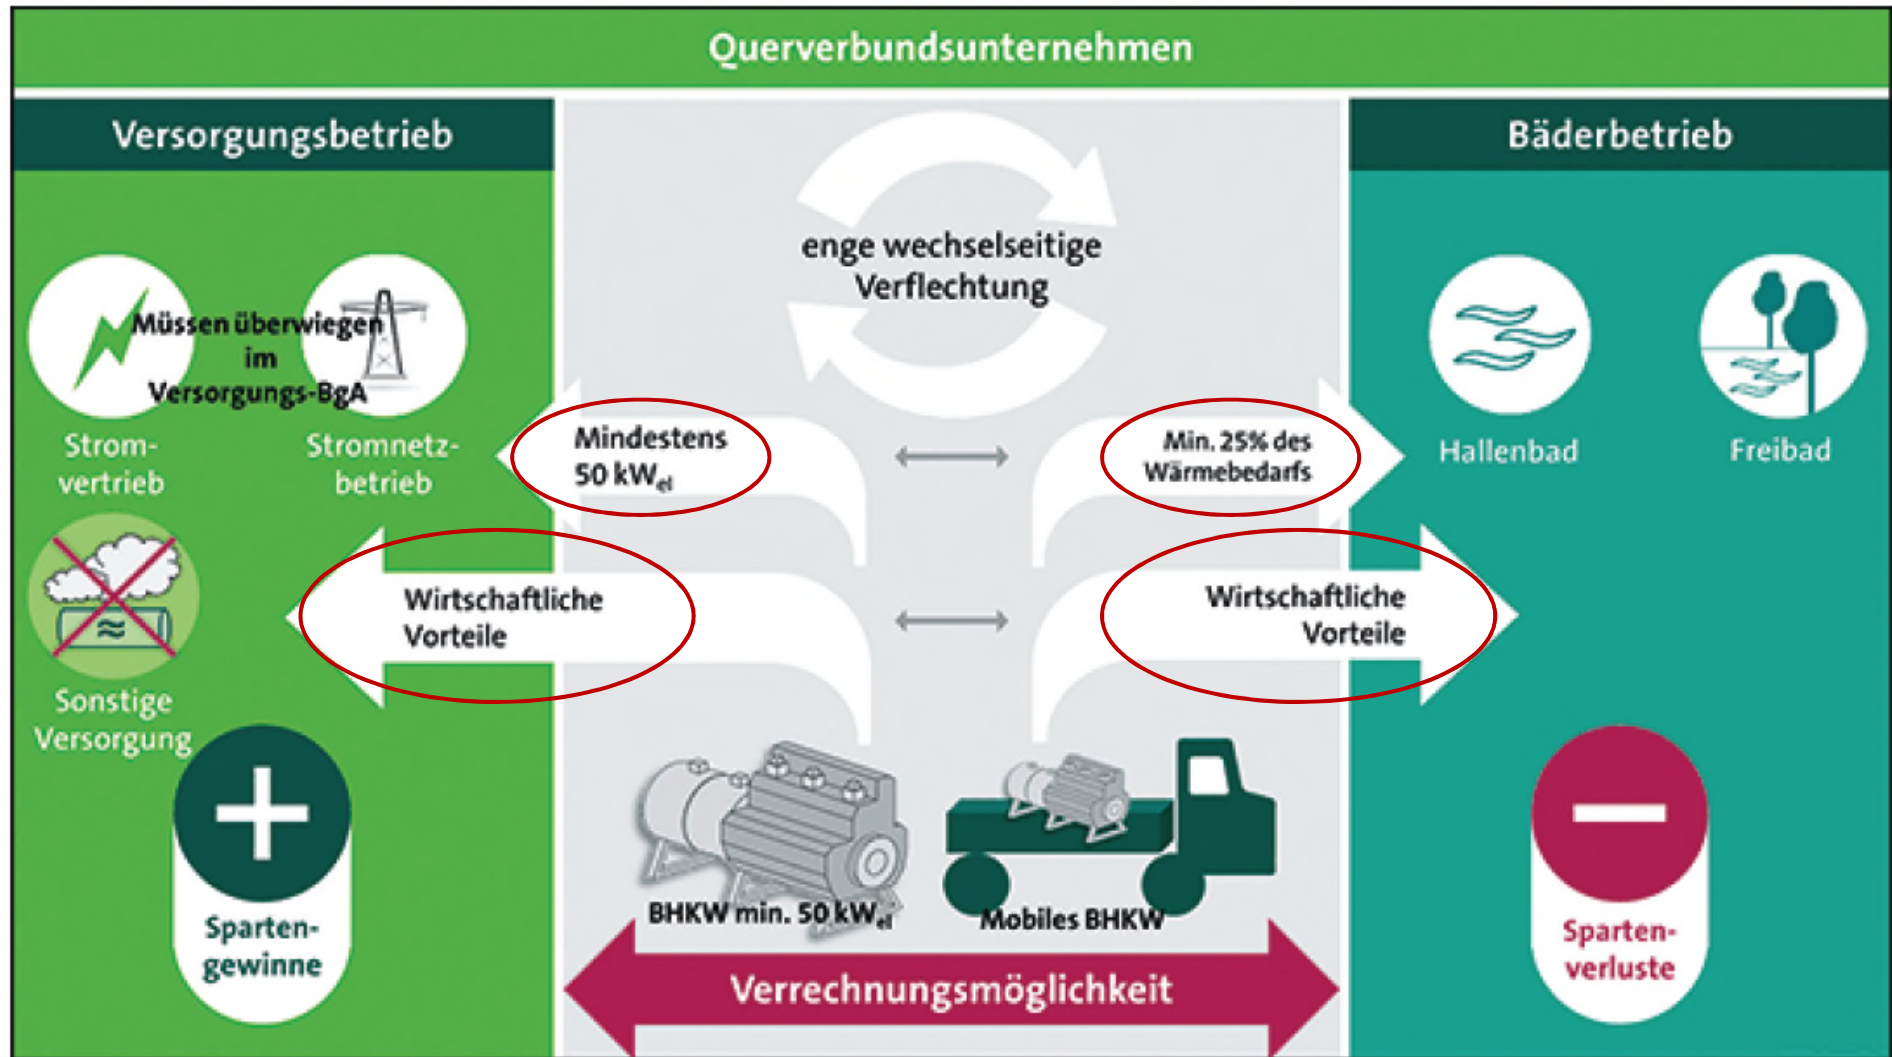 Querverbundsunternehmen
Versorgungsbetrieb
Bäderbetrieb
enge wechselseitige
Verflechtung
Müssen überwiegen
im
Versorgungs-BgA
Strom-
vertrieb
Stromnetz-
betrieb
Mindestens
50 kWel
Min. 25% des
Wärmebedarfs
Hallenbad
Freibad
Wirtschaftliche
Vorteile
Wirtschaftliche
Vorteile
Sonstige
Versorgung
Sparten-
gewinne
BHKW min. 50 kWel
Mobiles BHKW
Sparten-
verluste
Verrechnungsmöglichkeit